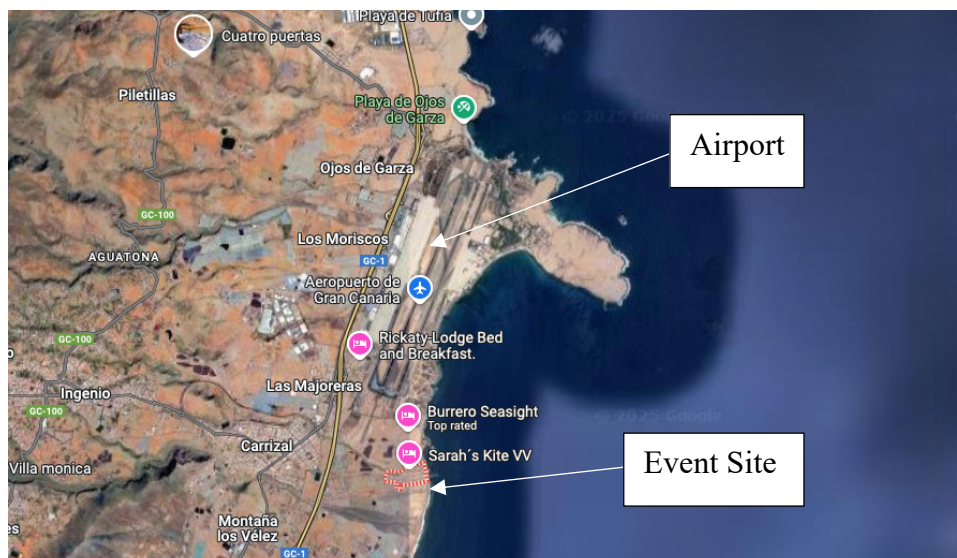 Playa de Tufia
Cuatro puertas
Piletillas
Playa de Ojos
de Garza
© 2025 Google
Airport
Ojos de Garza
GC-100
Los Moriscos
AGUATONA
GC-1
Aeropuerto de
Gran Canaria
GC-100
Rickaty-Lodge Bed
and Breakfast.
Las Majoreras
Ingenio
GC-100
Burrero Seasight
Top rated
© 2025 Google
Carrizal
Sarah´s Kite VV
Event Site
Villa monica
Montaña
los Vélez
es
GC-1